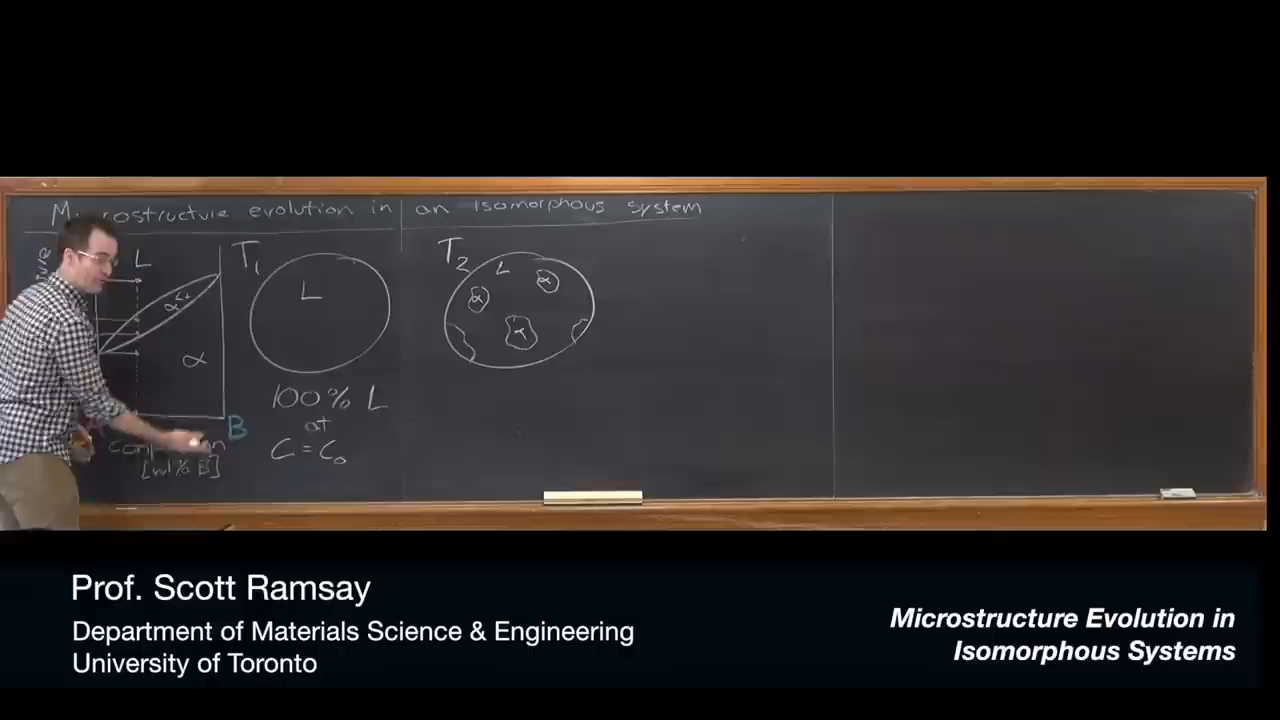 Microstructure evolution in an Isomorphous system
L
α+L
α
A
B
Composition
[wt% B]
T1
L
100% L
at
C = C0
T2
L
α
α
α
Prof. Scott Ramsay
Department of Materials Science & Engineering
University of Toronto
Microstructure Evolution in
Isomorphous Systems